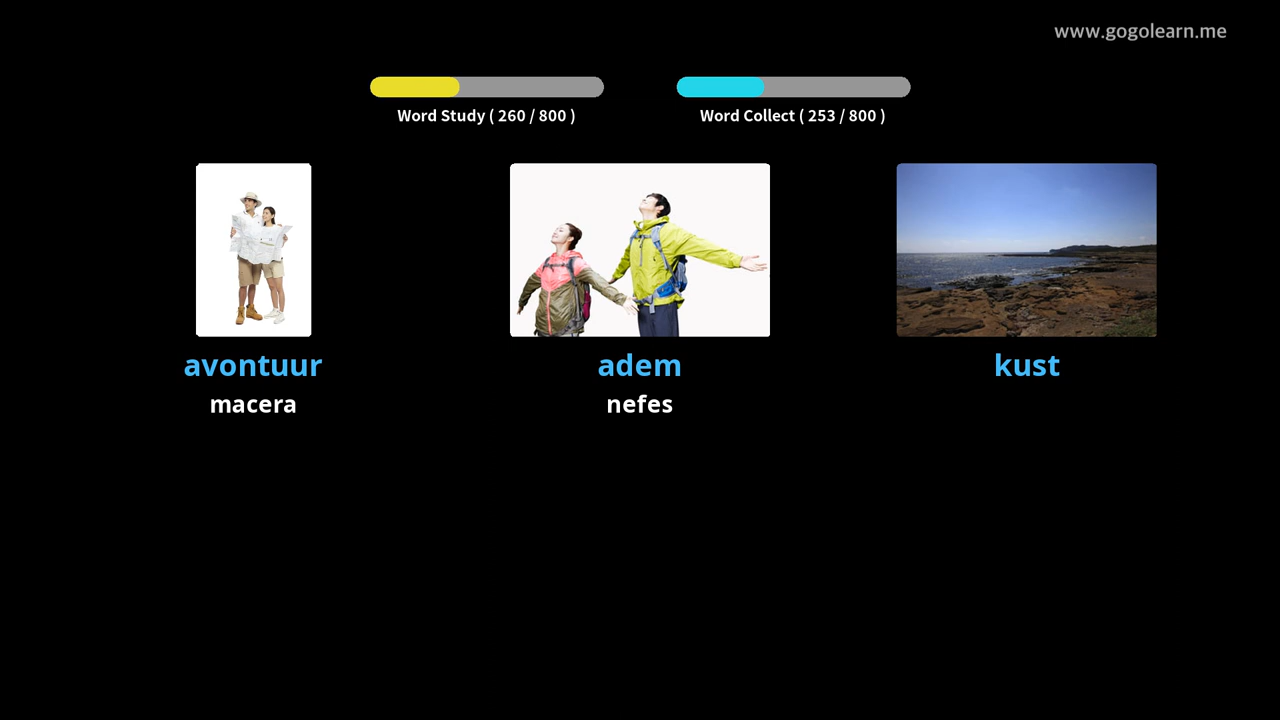 www.gogolearn.me
Word Study ( 260 / 800 )
Word Collect ( 253 / 800 )
avontuur
macera
adem
nefes
kust